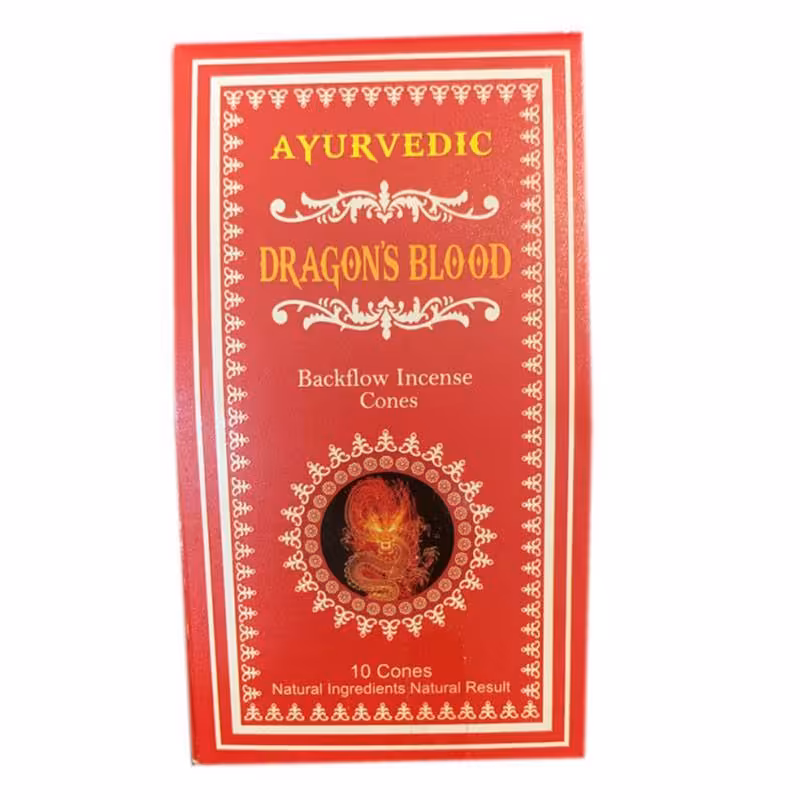 AYURVEDIC
DRAGON'S BLOOD
Backflow Incense
Cones
10 Cones
Natural Ingredients Natural Result